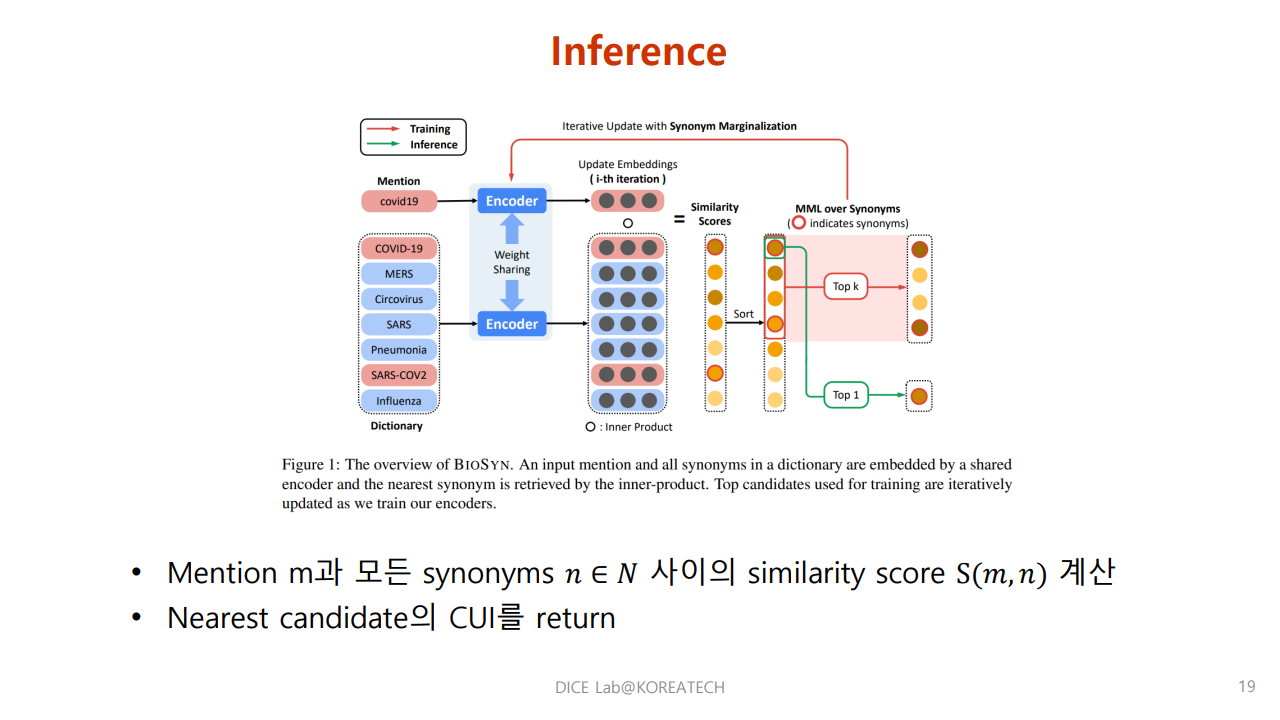 Inference
Training
Inference
Iterative Update with Synonym Marginalization
Update Embeddings
( i-th iteration )
Mention
covid19
Encoder
=
Similarity
Scores
MML over Synonyms
( indicates synonyms)
COVID-19
MERS
Circovirus
SARS
Pneumonia
SARS-COV2
Influenza
Dictionary
Weight
Sharing
Encoder
Sort
Top k
Top 1
: Inner Product
Figure 1: The overview of BIOSYN. An input mention and all synonyms in a dictionary are embedded by a shared
encoder and the nearest synonym is retrieved by the inner-product. Top candidates used for training are iteratively
updated as we train our encoders.
• Mention m과 모든 synonyms n ∈ N 사이의 similarity score S(m, n) 계산
• Nearest candidate의 CUI를 return
DICE Lab@KOREATECH
19